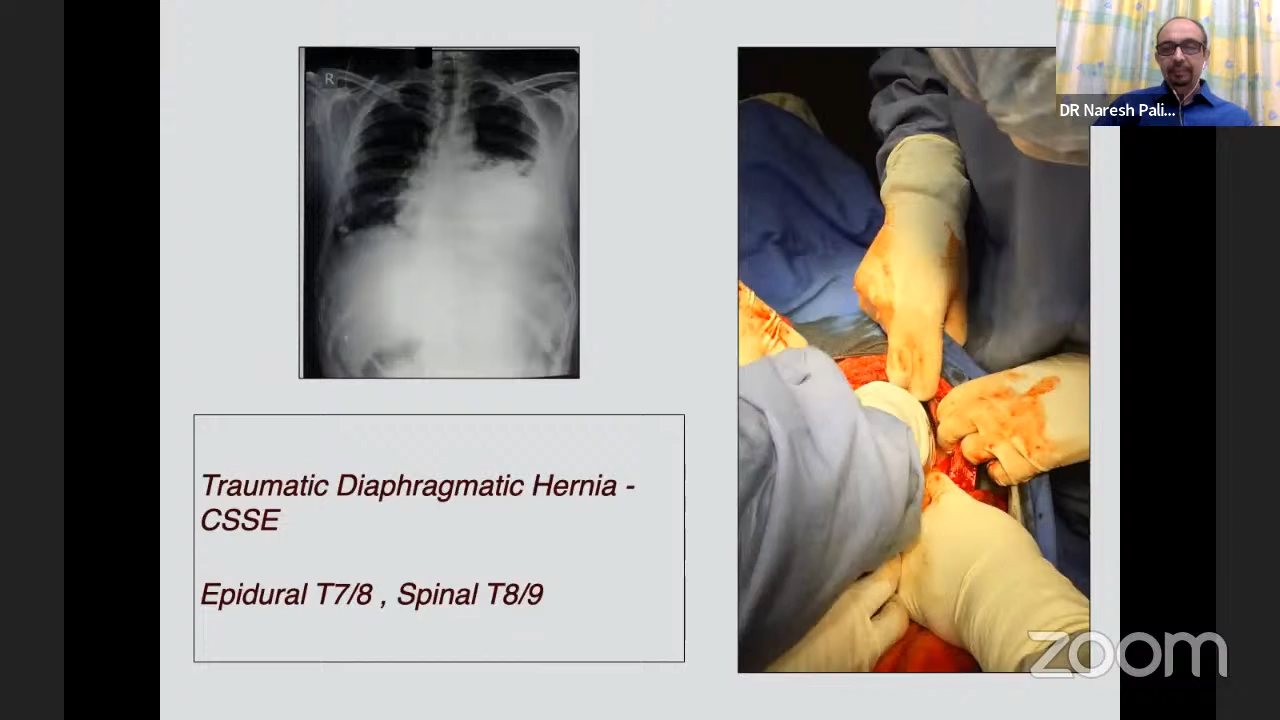 R
DR Naresh Pali...
Traumatic Diaphragmatic Hernia -
CSSE
Epidural T7/8 , Spinal T8/9
zoom